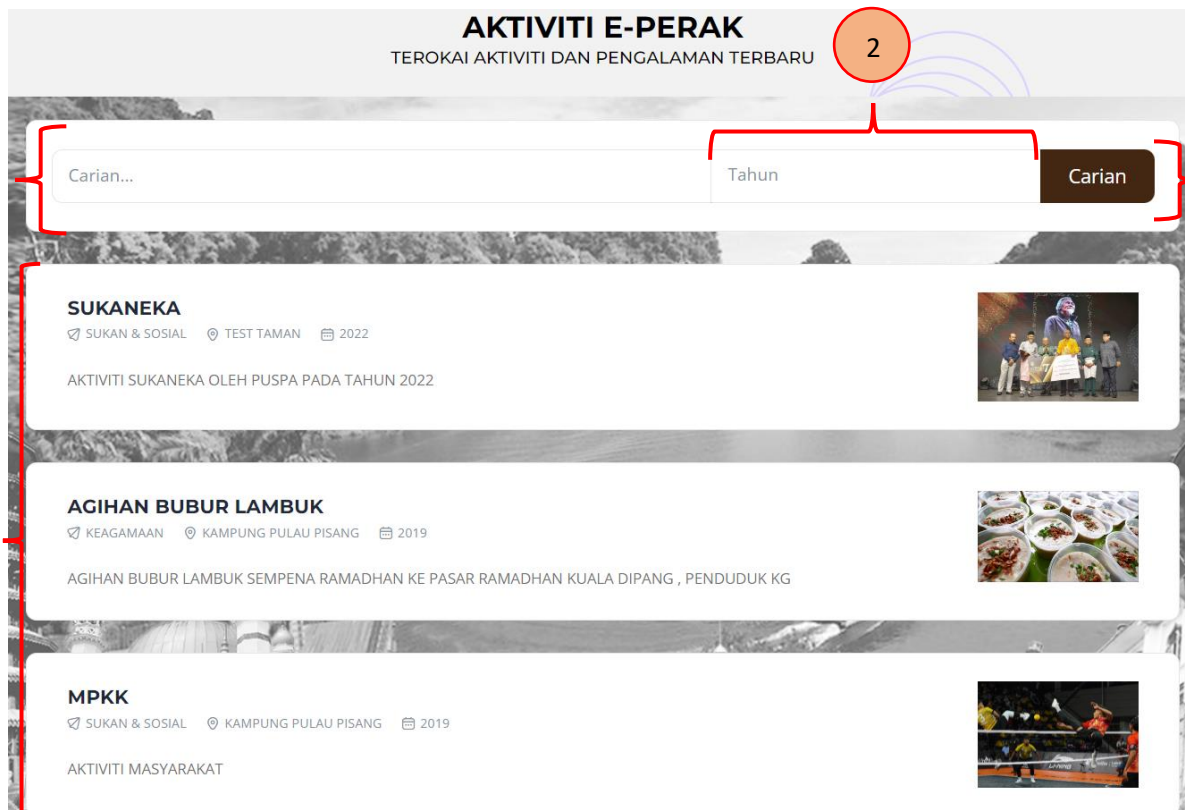 AKTIVITI E-PERAK
TEROKAI AKTIVITI DAN PENGALAMAN TERBARU
2
Carian...
Tahun
Carian
SUKANEKA
SUKAN & SOSIAL TEST TAMAN 2022
AKTIVITI SUKANEKA OLEH PUSPA PADA TAHUN 2022
AGIHAN BUBUR LAMBUK
KEAGAMAAN KAMPUNG PULAU PISANG 2019
AGIHAN BUBUR LAMBUK SEMPENA RAMADHAN KE PASAR RAMADHAN KUALA DIPANG , PENDUDUK KG
MPKK
SUKAN & SOSIAL KAMPUNG PULAU PISANG 2019
AKTIVITI MASYARAKAT